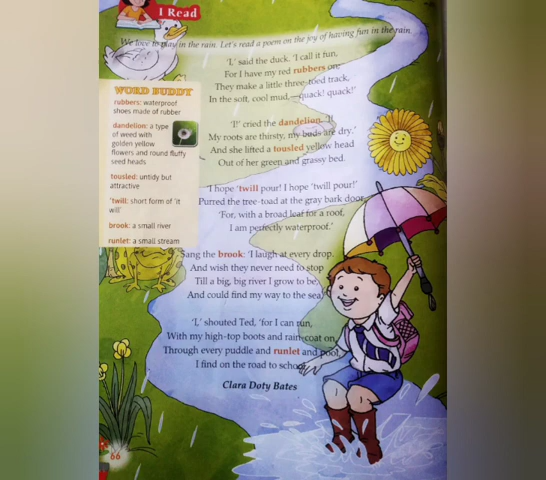 I Read
We love to play in the rain. Let's read a poem on the joy of having fun in the rain.
WORD BUDDY
rubbers: waterproof
shoes made of rubber
dandelion: a type
of weed with
golden yellow
flowers and round fluffy
seed heads
tousled: untidy but
attractive
'twill: short form of 'it
will'
brook: a small river
runlet: a small stream
'I,' said the duck. 'I call it fun,
For I have my red rubbers on;
They make a little three-toed track,
In the soft, cool mud,—quack! quack!'
'I!' cried the dandelion. 'I!
My roots are thirsty, my buds are dry.'
And she lifted a tousled yellow head
Out of her green and grassy bed.
'I hope 'twill pour! I hope 'twill pour!'
Purred the tree-toad at the gray bark door,
'For, with a broad leaf for a roof,
I am perfectly waterproof.'
Sang the brook: 'I laugh at every drop.
And wish they never need to stop
Till a big, big river I grow to be,
And could find my way to the sea.
'I,' shouted Ted, 'for I can run,
With my high-top boots and rain-coat on,
Through every puddle and runlet and pool,
I find on the road to school.
Clara Doty Bates
66